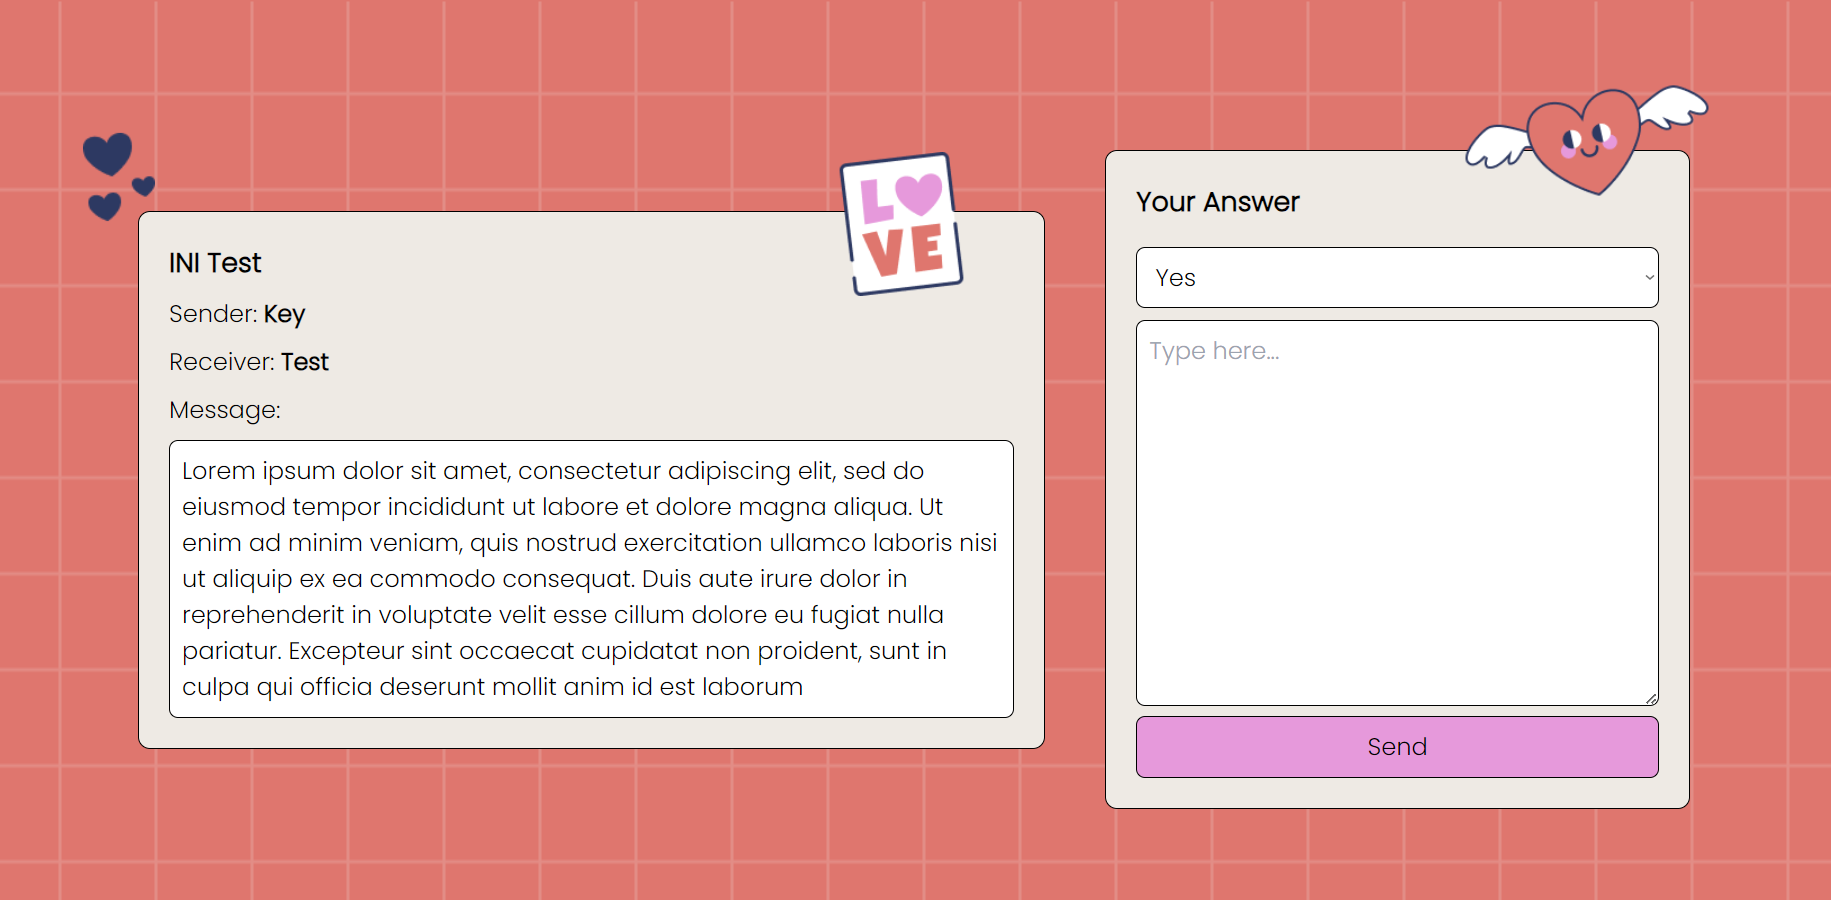 LOVE
INI Test
Sender: Key
Receiver: Test
Message:
Lorem ipsum dolor sit amet, consectetur adipiscing elit, sed do
eiusmod tempor incididunt ut labore et dolore magna aliqua. Ut
enim ad minim veniam, quis nostrud exercitation ullamco laboris nisi
ut aliquip ex ea commodo consequat. Duis aute irure dolor in
reprehenderit in voluptate velit esse cillum dolore eu fugiat nulla
pariatur. Excepteur sint occaecat cupidatat non proident, sunt in
culpa qui officia deserunt mollit anim id est laborum
Your Answer
Yes
Type here...
Send